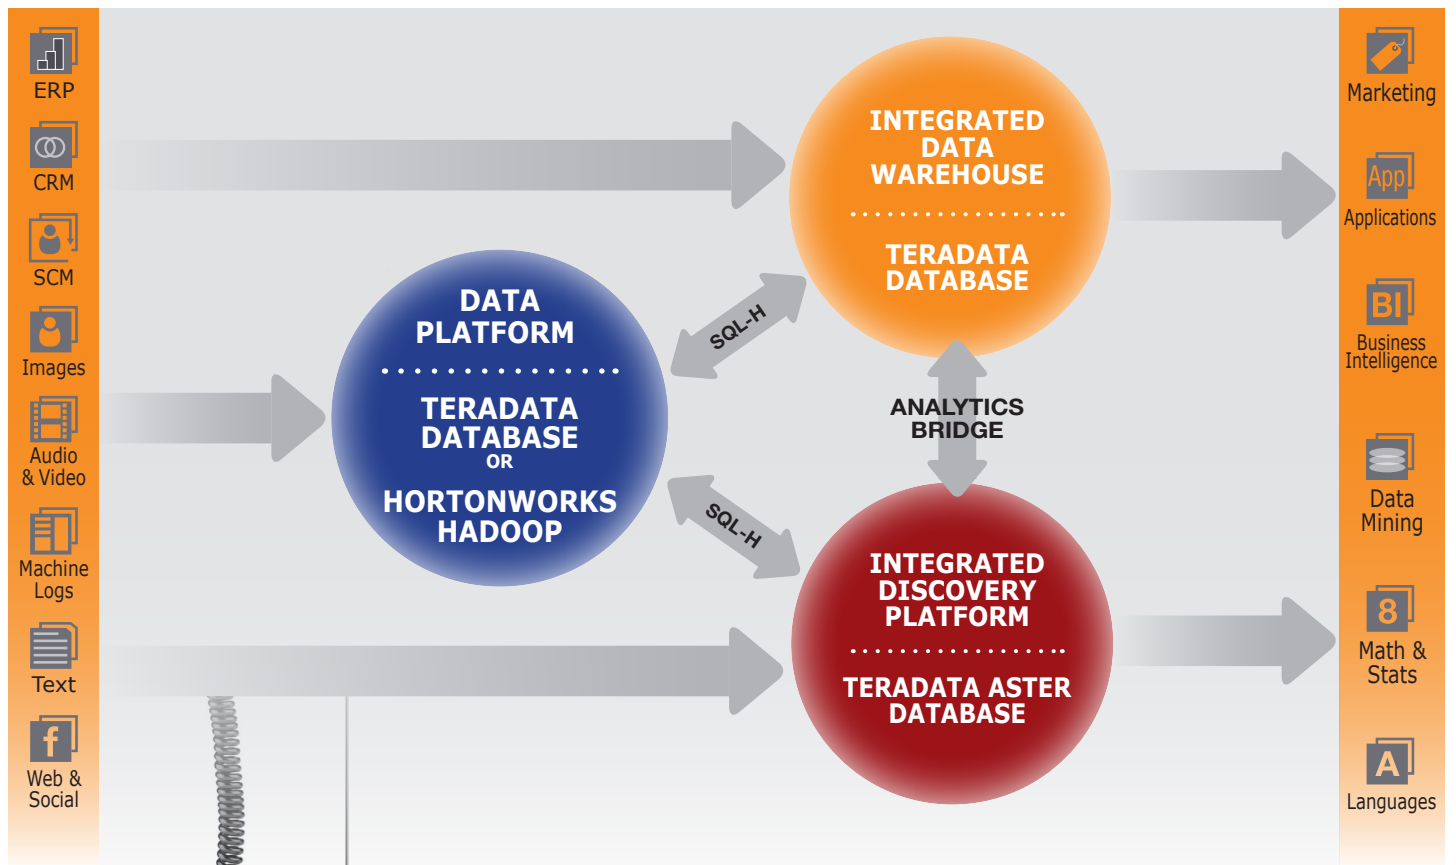 ERP
CRM
SCM
Images
Audio
& Video
Machine
Logs
Text
f
Web &
Social
DATA
PLATFORM
TERADATA
DATABASE
OR
HORTONWORKS
HADOOP
SQL-H
SQL-H
INTEGRATED
DATA
WAREHOUSE
TERADATA
DATABASE
ANALYTICS
BRIDGE
INTEGRATED
DISCOVERY
PLATFORM
TERADATA ASTER
DATABASE
Marketing
App
Applications
BI
Business
Intelligence
Data
Mining
8
Math &
Stats
A
Languages